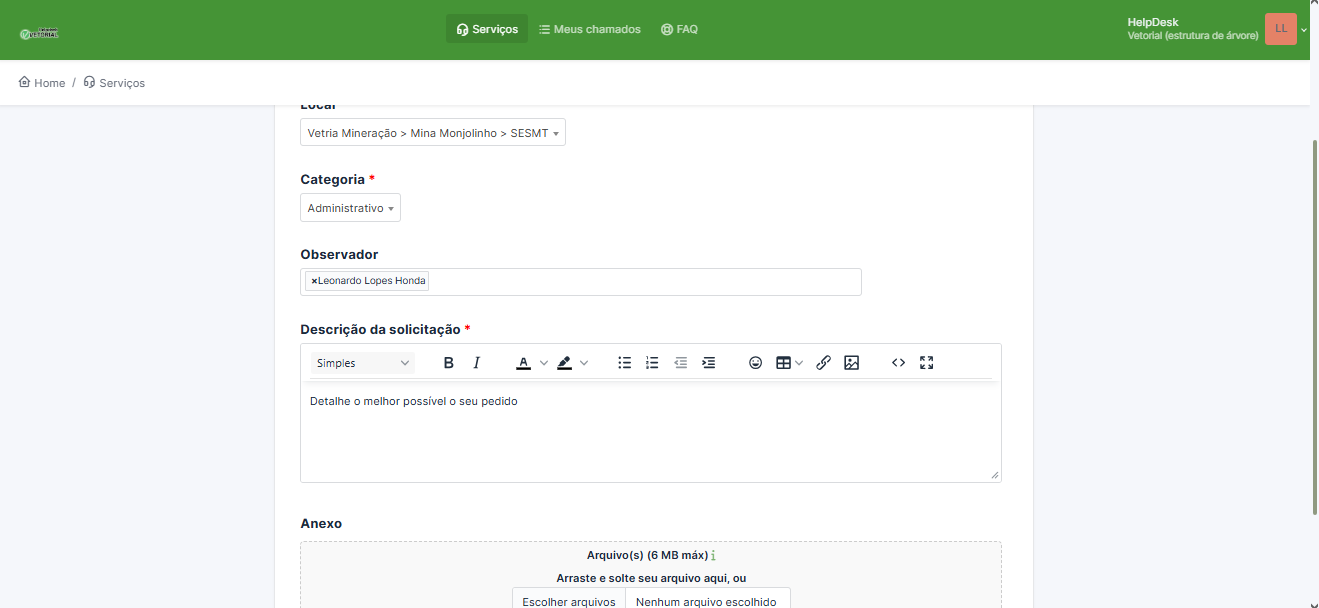 VETORIAL
Serviços
Meus chamados
FAQ
HelpDesk
Vetorial (estrutura de árvore)
LL
Home / Serviços
Local
Vetria Mineração > Mina Monjolinho > SESMT
Categoria *
Administrativo
Observador
×Leonardo Lopes Honda
Descrição da solicitação *
Simples
B I A
Detalhe o melhor possível o seu pedido
Anexo
Arquivo(s) (6 MB máx) i
Arraste e solte seu arquivo aqui, ou
Escolher arquivos Nenhum arquivo escolhido